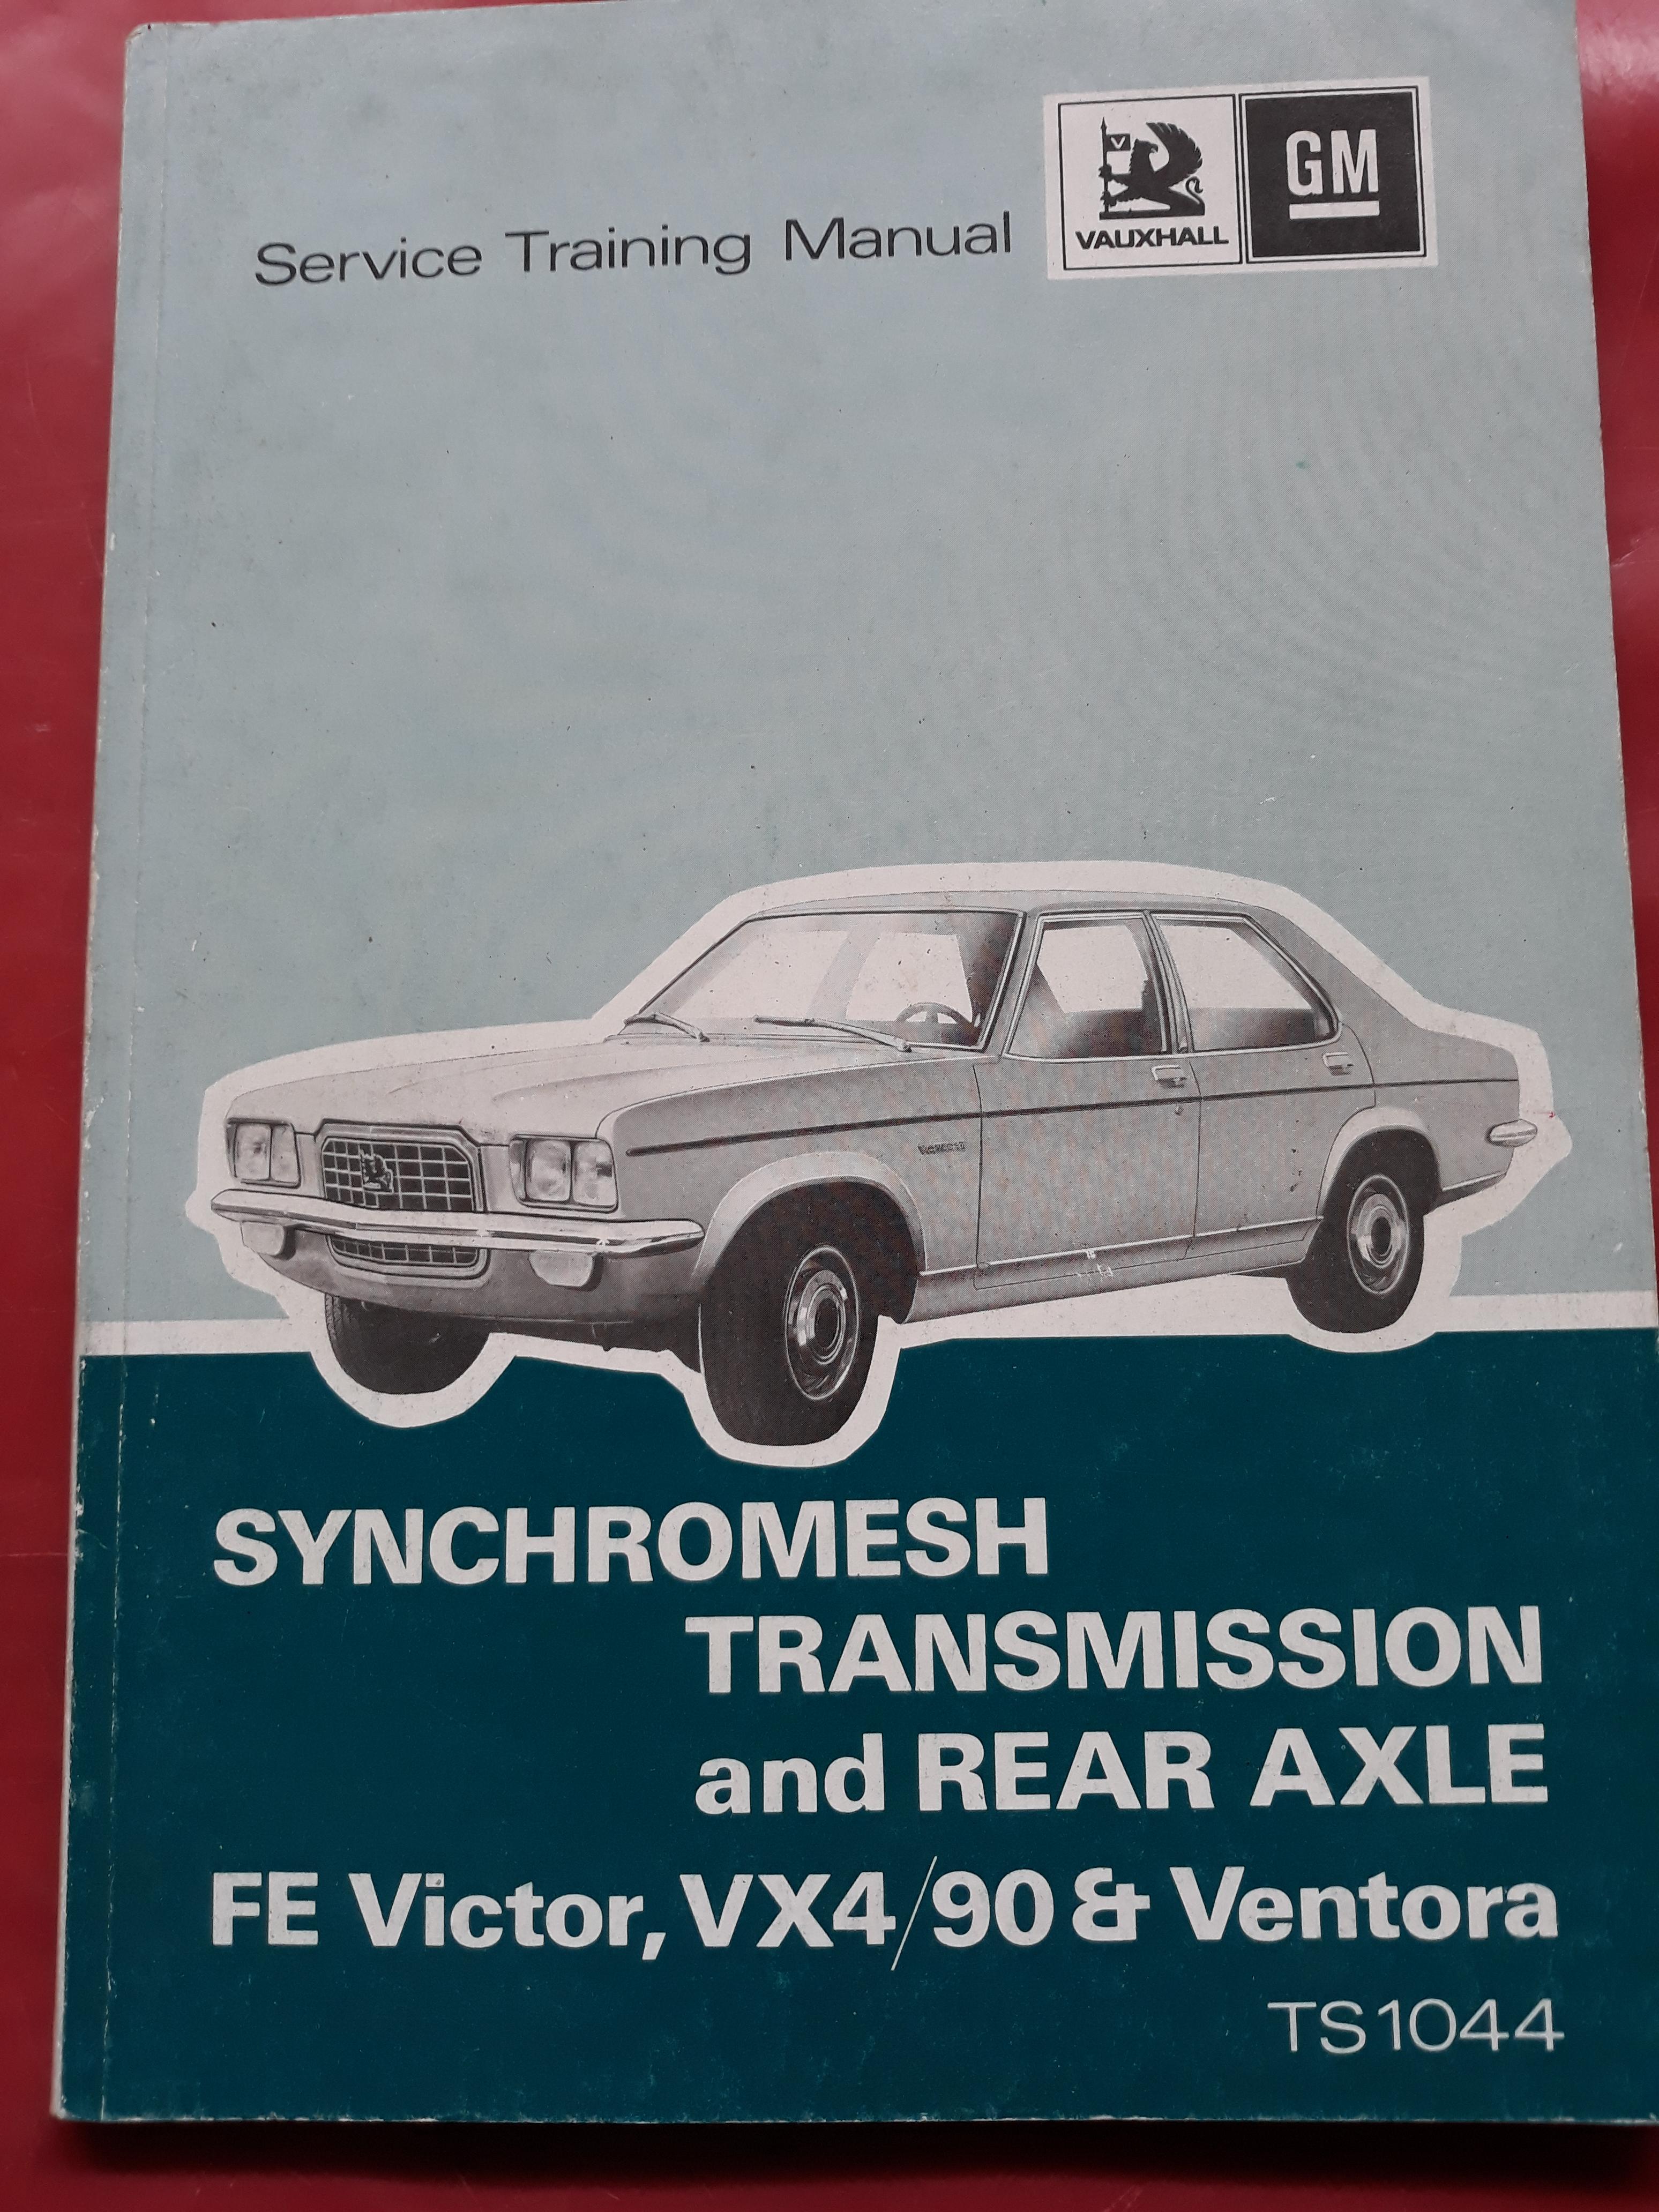 Service Training Manual
V
VAUXHALL
GM
SYNCHROMESH
TRANSMISSION
and REAR AXLE
FE Victor, VX4/90 & Ventora
TS1044